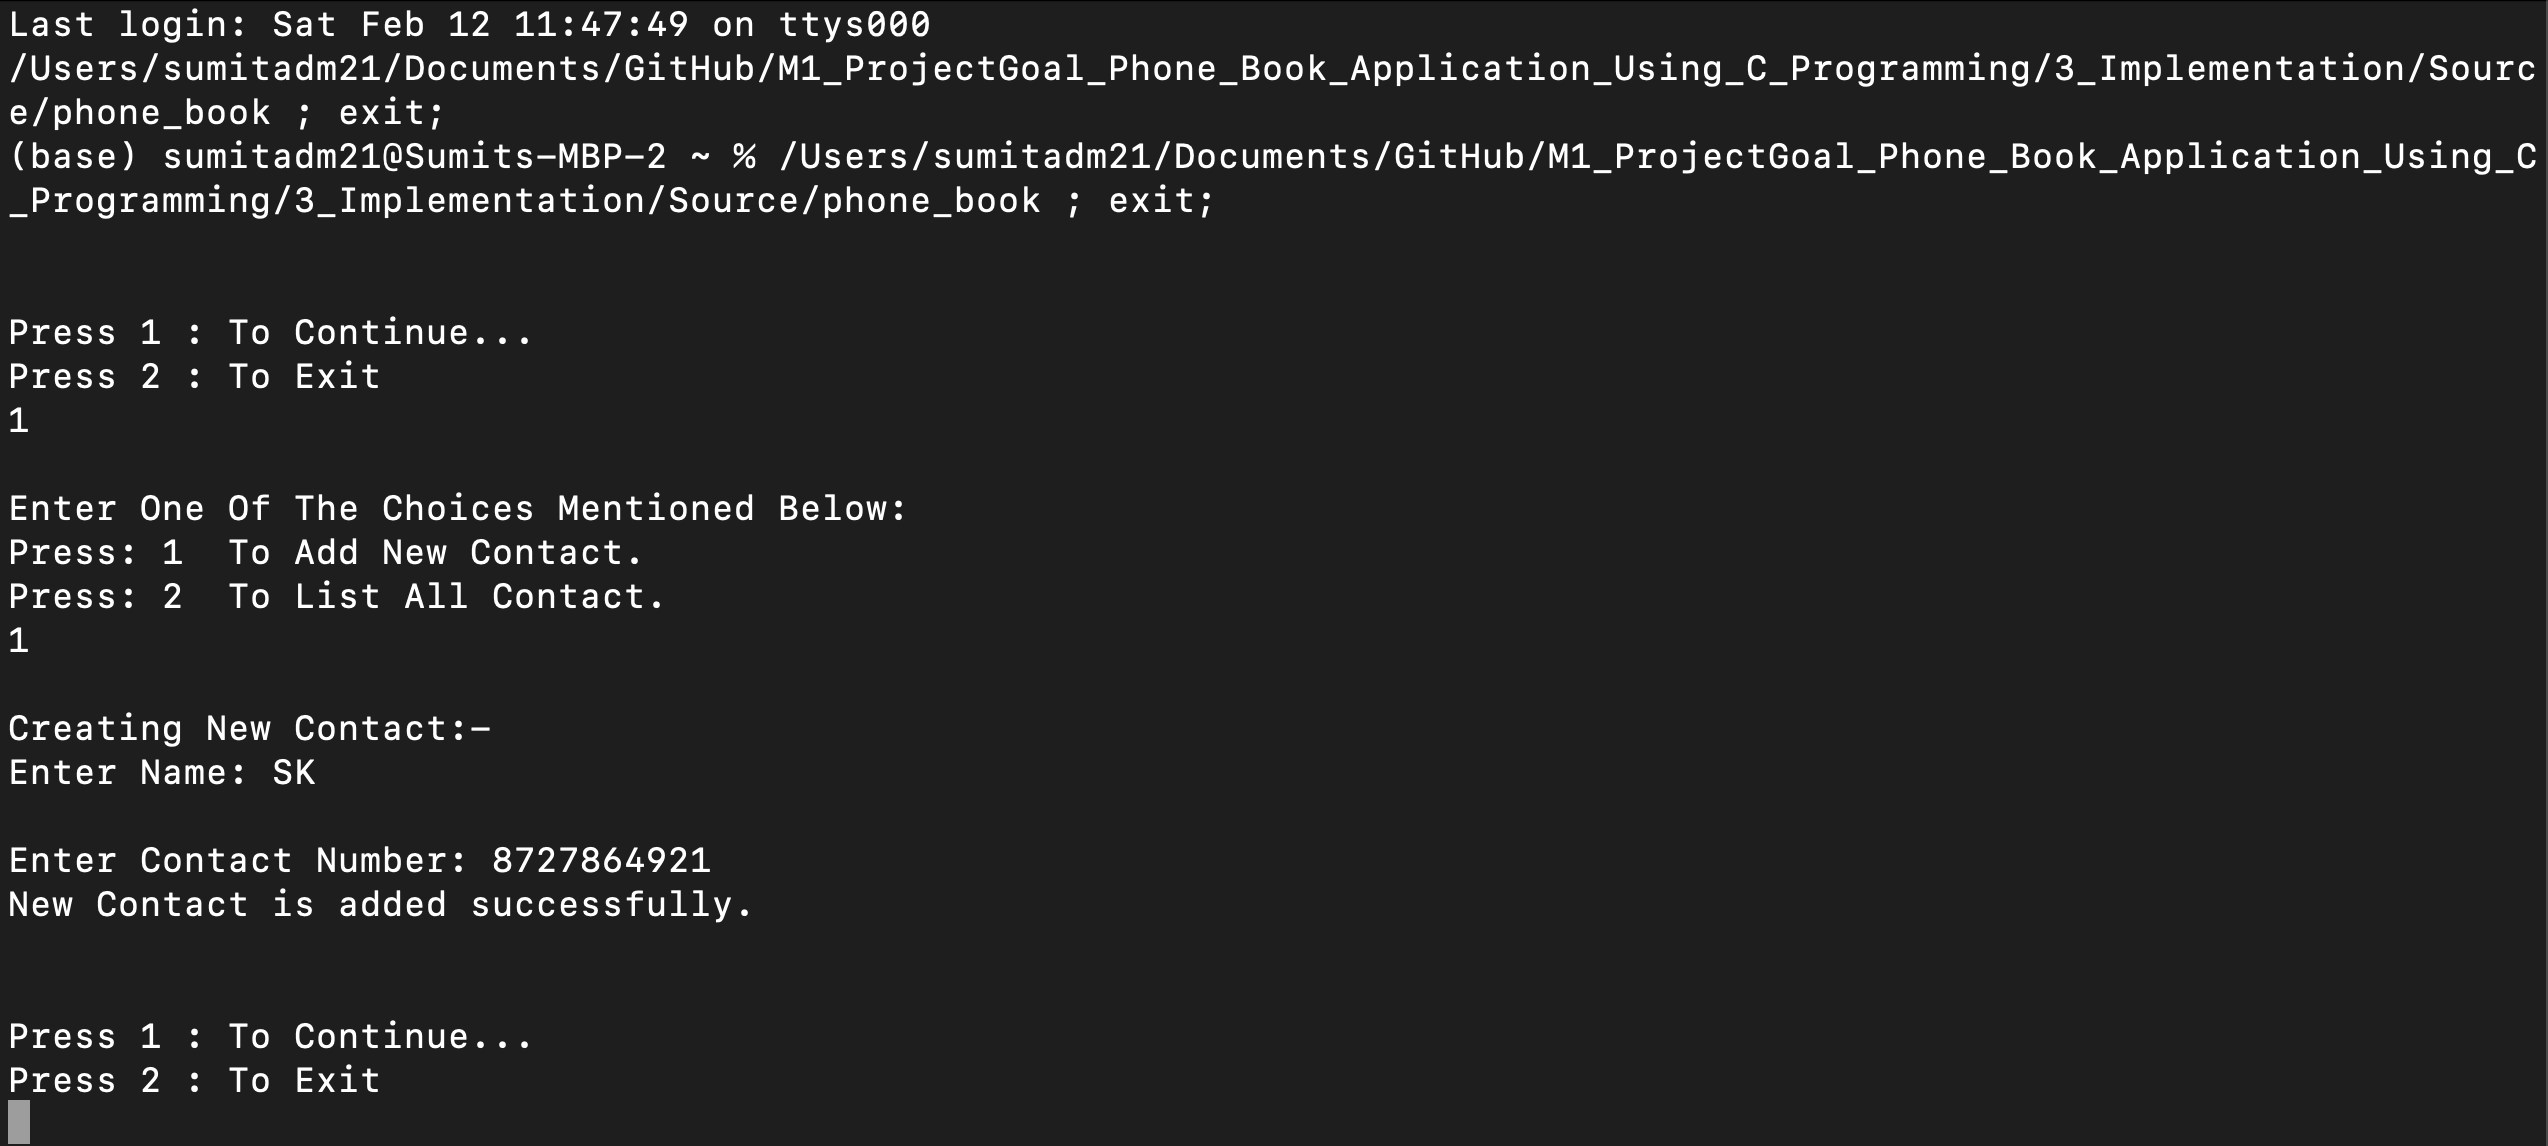 Last login: Sat Feb 12 11:47:49 on ttys000
/Users/sumitadm21/Documents/GitHub/M1_ProjectGoal_Phone_Book_Application_Using_C_Programming/3_Implementation/Sourc
e/phone_book ; exit;
(base) sumitadm21@Sumits-MBP-2 ~ % /Users/sumitadm21/Documents/GitHub/M1_ProjectGoal_Phone_Book_Application_Using_C
_Programming/3_Implementation/Source/phone_book ; exit;
Press 1 : To Continue...
Press 2 : To Exit
1
Enter One Of The Choices Mentioned Below:
Press: 1  To Add New Contact.
Press: 2  To List All Contact.
1
Creating New Contact:-
Enter Name: SK
Enter Contact Number: 8727864921
New Contact is added successfully.
Press 1 : To Continue...
Press 2 : To Exit